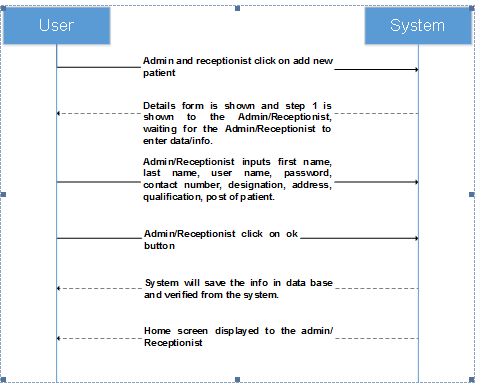 User
System
Admin and receptionist click on add new
patient
Details form is shown and step 1 is
shown to the Admin/Receptionist,
waiting for the Admin/Receptionist to
enter data/info.
Admin/Receptionist inputs first name,
last name, user name, password,
contact number, designation, address,
qualification, post of patient.
Admin/Receptionist click on ok
button
System will save the info in data base
and verified from the system.
Home screen displayed to the admin/
Receptionist